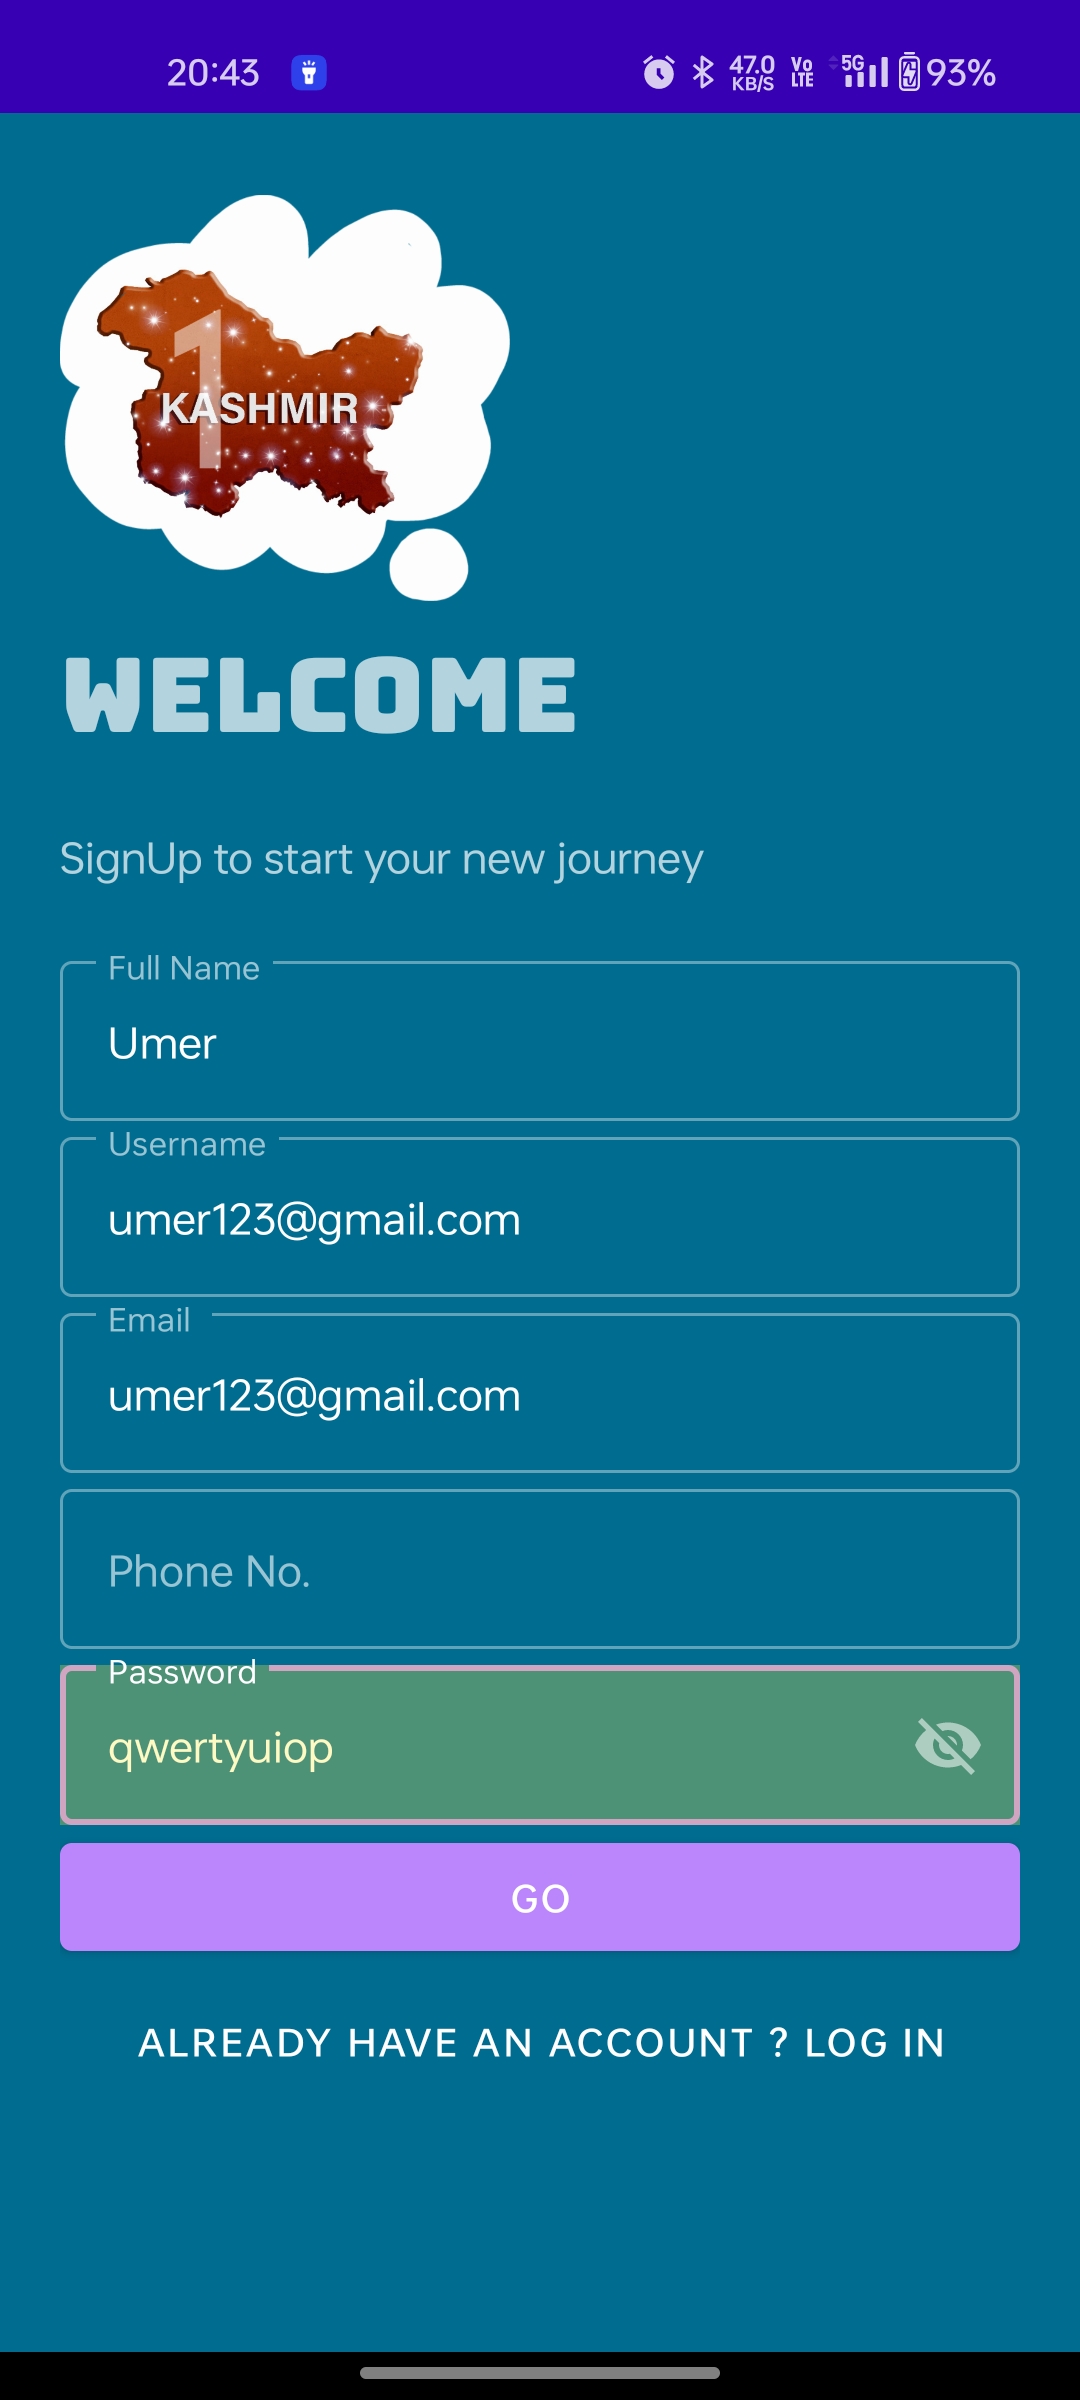 20:43 47.0 KB/S Vo LTE 5G 93%
1
KASHMIR
WELCOME
SignUp to start your new journey
Full Name
Umer
Username
umer123@gmail.com
Email
umer123@gmail.com
Phone No.
Password
qwertyuiop
GO
ALREADY HAVE AN ACCOUNT ? LOG IN